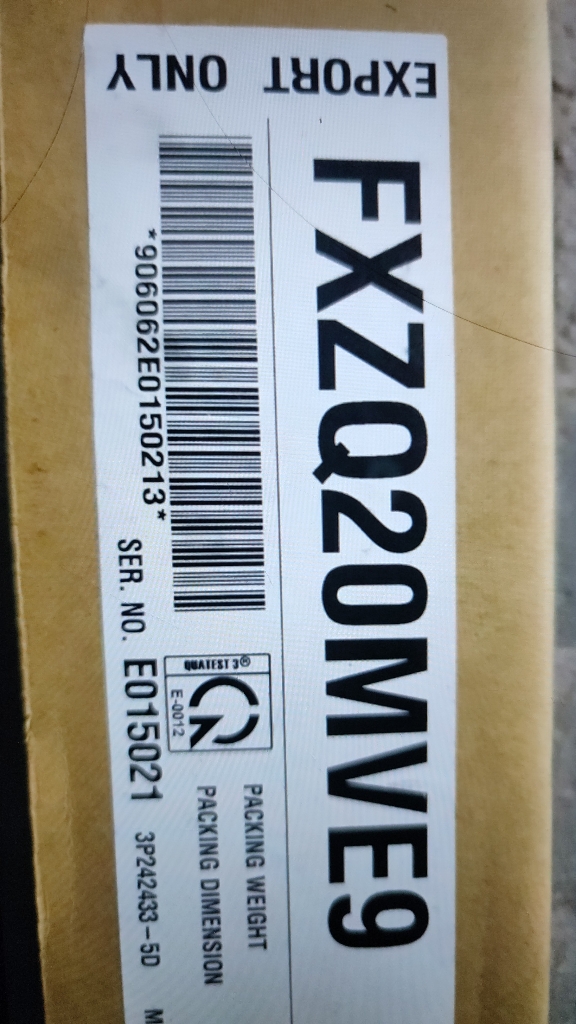 EXPORT ONLY
FXZQ20MVE9
*906062E0150213*
QUATEST 3®
E-0012
PACKING WEIGHT
PACKING DIMENSION
SER. NO. E015021 3P242433-5D